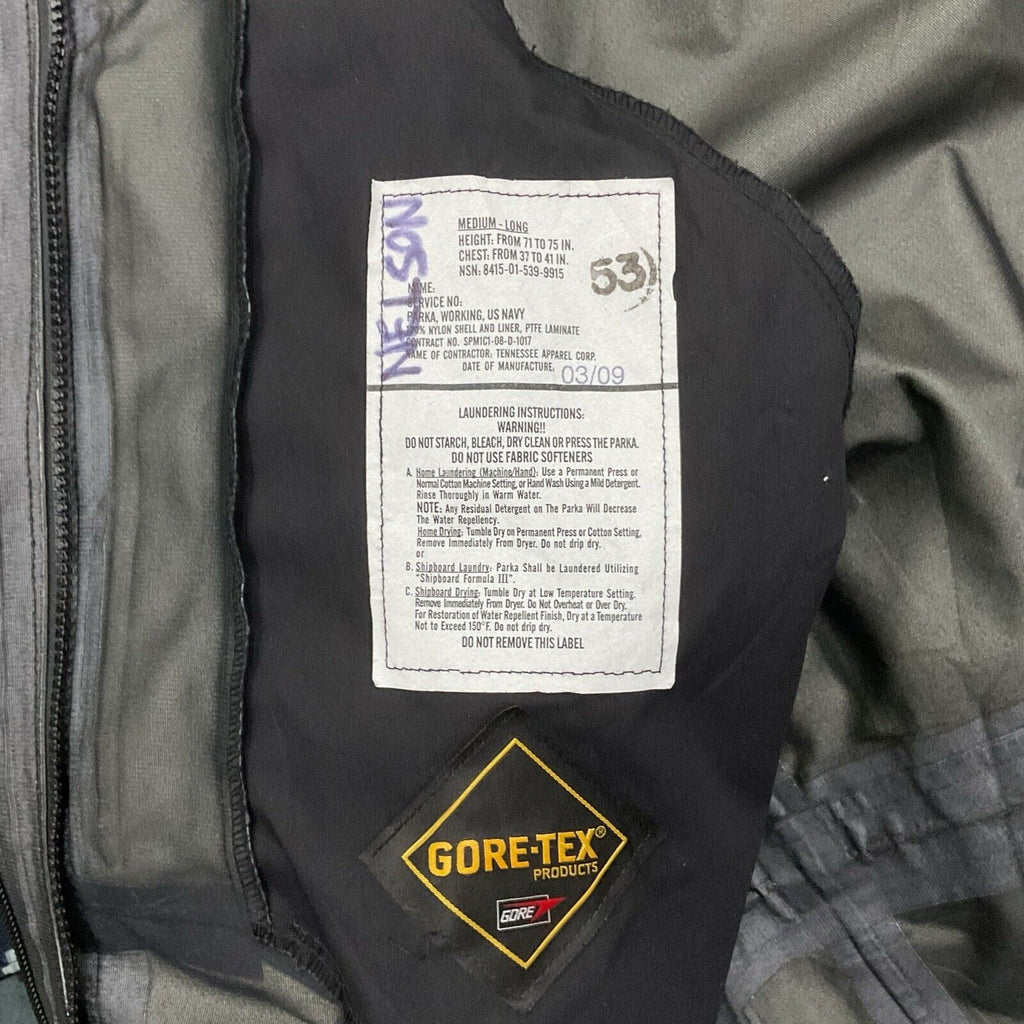 NELSON
MEDIUM - LONG
HEIGHT: FROM 71 TO 75 IN.
CHEST: FROM 37 TO 41 IN.
NSN: 8415-01-539-9915
53)
NAME:
SERVICE NO:
PARKA, WORKING, US NAVY
100% NYLON SHELL AND LINER, PTFE LAMINATE
CONTRACT NO. SPM1C1-08-D-1017
NAME OF CONTRACTOR: TENNESSEE APPAREL CORP.
DATE OF MANUFACTURE: 03/09
LAUNDERING INSTRUCTIONS:
WARNING!!
DO NOT STARCH, BLEACH, DRY CLEAN OR PRESS THE PARKA.
DO NOT USE FABRIC SOFTENERS
A. Home Laundering (Machine/Hand): Use a Permanent Press or
Normal Cotton Machine Setting, or Hand Wash Using a Mild Detergent.
Rinse Thoroughly in Warm Water.
NOTE: Any Residual Detergent on The Parka Will Decrease
The Water Repellency.
Home Drying: Tumble Dry on Permanent Press or Cotton Setting,
Remove Immediately From Dryer. Do not drip dry.
or
B. Shipboard Laundry: Parka Shall be Laundered Utilizing
"Shipboard Formula III".
C. Shipboard Drying: Tumble Dry at Low Temperature Setting.
Remove Immediately From Dryer. Do Not Overheat or Over Dry.
For Restoration of Water Repellent Finish, Dry at a Temperature
Not to Exceed 150°F. Do not drip dry.
DO NOT REMOVE THIS LABEL
GORE-TEX®
PRODUCTS
GORE